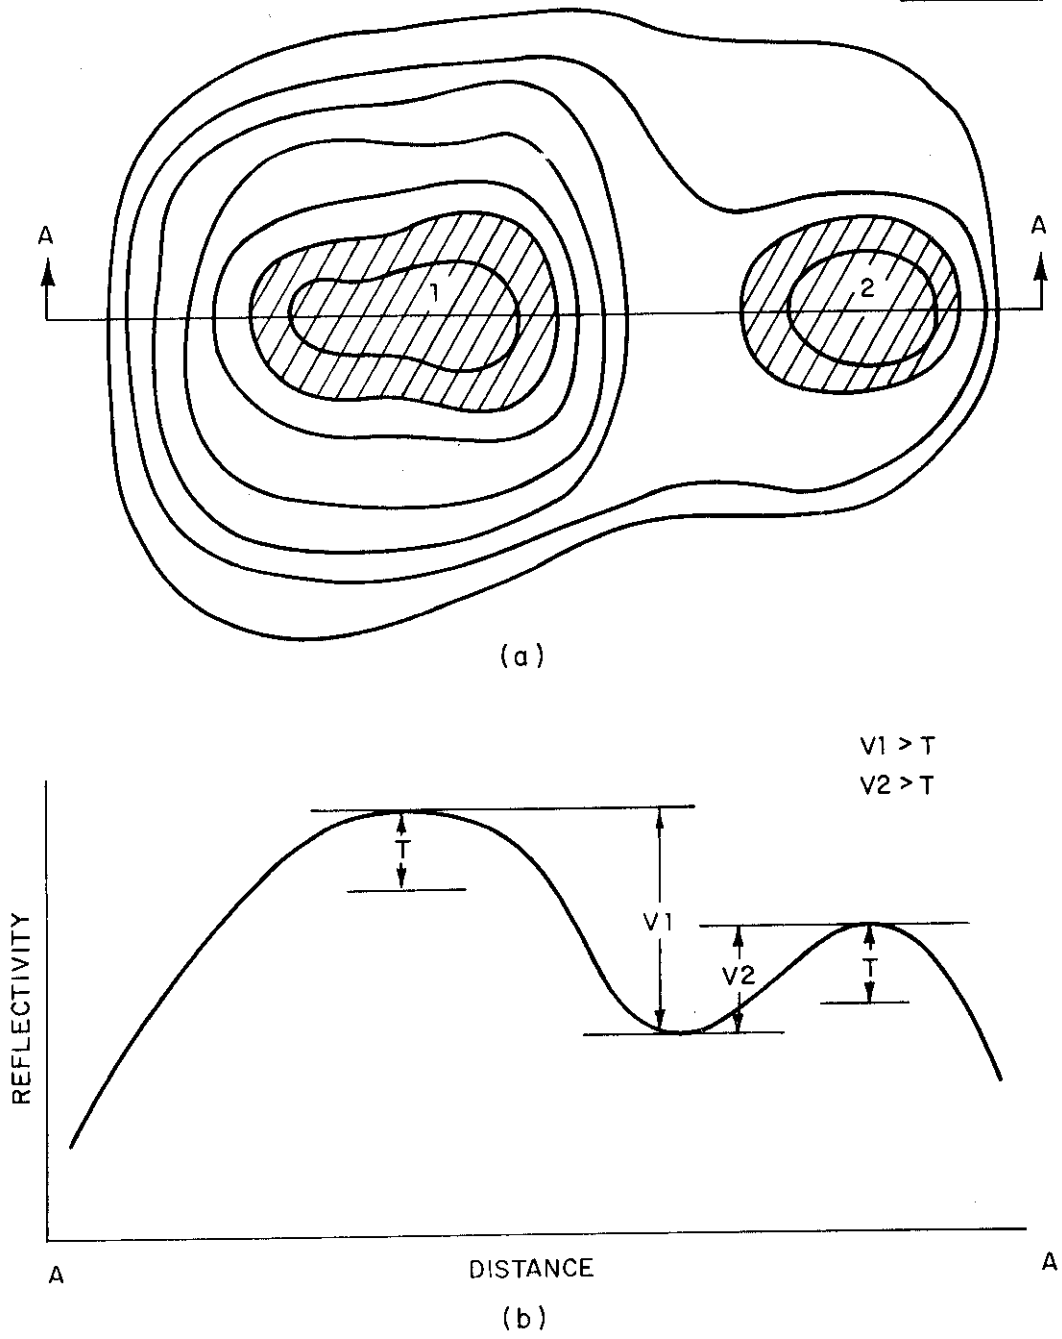 A
A
1
2
(a)
V1 > T
V2 > T
T
V1
V2
T
REFLECTIVITY
A
DISTANCE
A
(b)